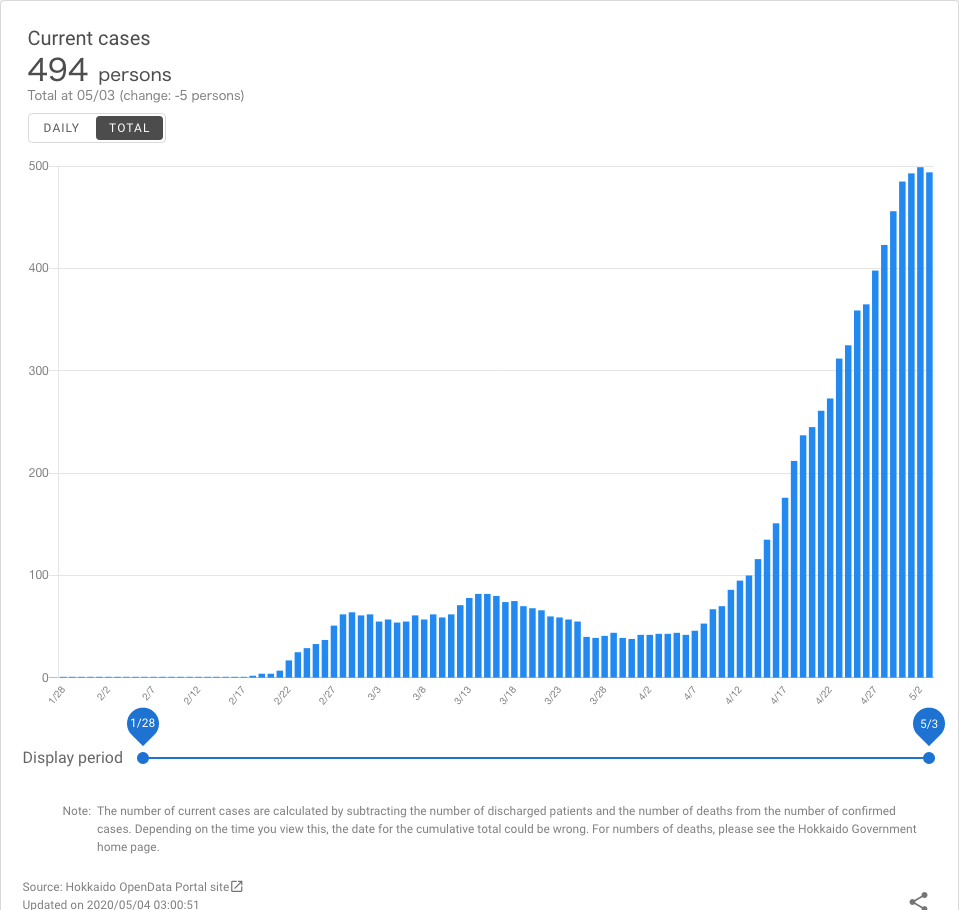 Current cases
494 persons
Total at 05/03 (change: -5 persons)
DAILY TOTAL
500
400
300
200
100
0
1/28 2/2 2/7 2/12 2/17 2/22 2/27 3/3 3/8 3/13 3/18 3/23 3/28 4/2 4/7 4/12 4/17 4/22 4/27 5/2
1/28 5/3
Display period
Note: The number of current cases are calculated by subtracting the number of discharged patients and the number of deaths from the number of confirmed
cases. Depending on the time you view this, the date for the cumulative total could be wrong. For numbers of deaths, please see the Hokkaido Government
home page.
Source: Hokkaido OpenData Portal site
Updated on 2020/05/04 03:00:51